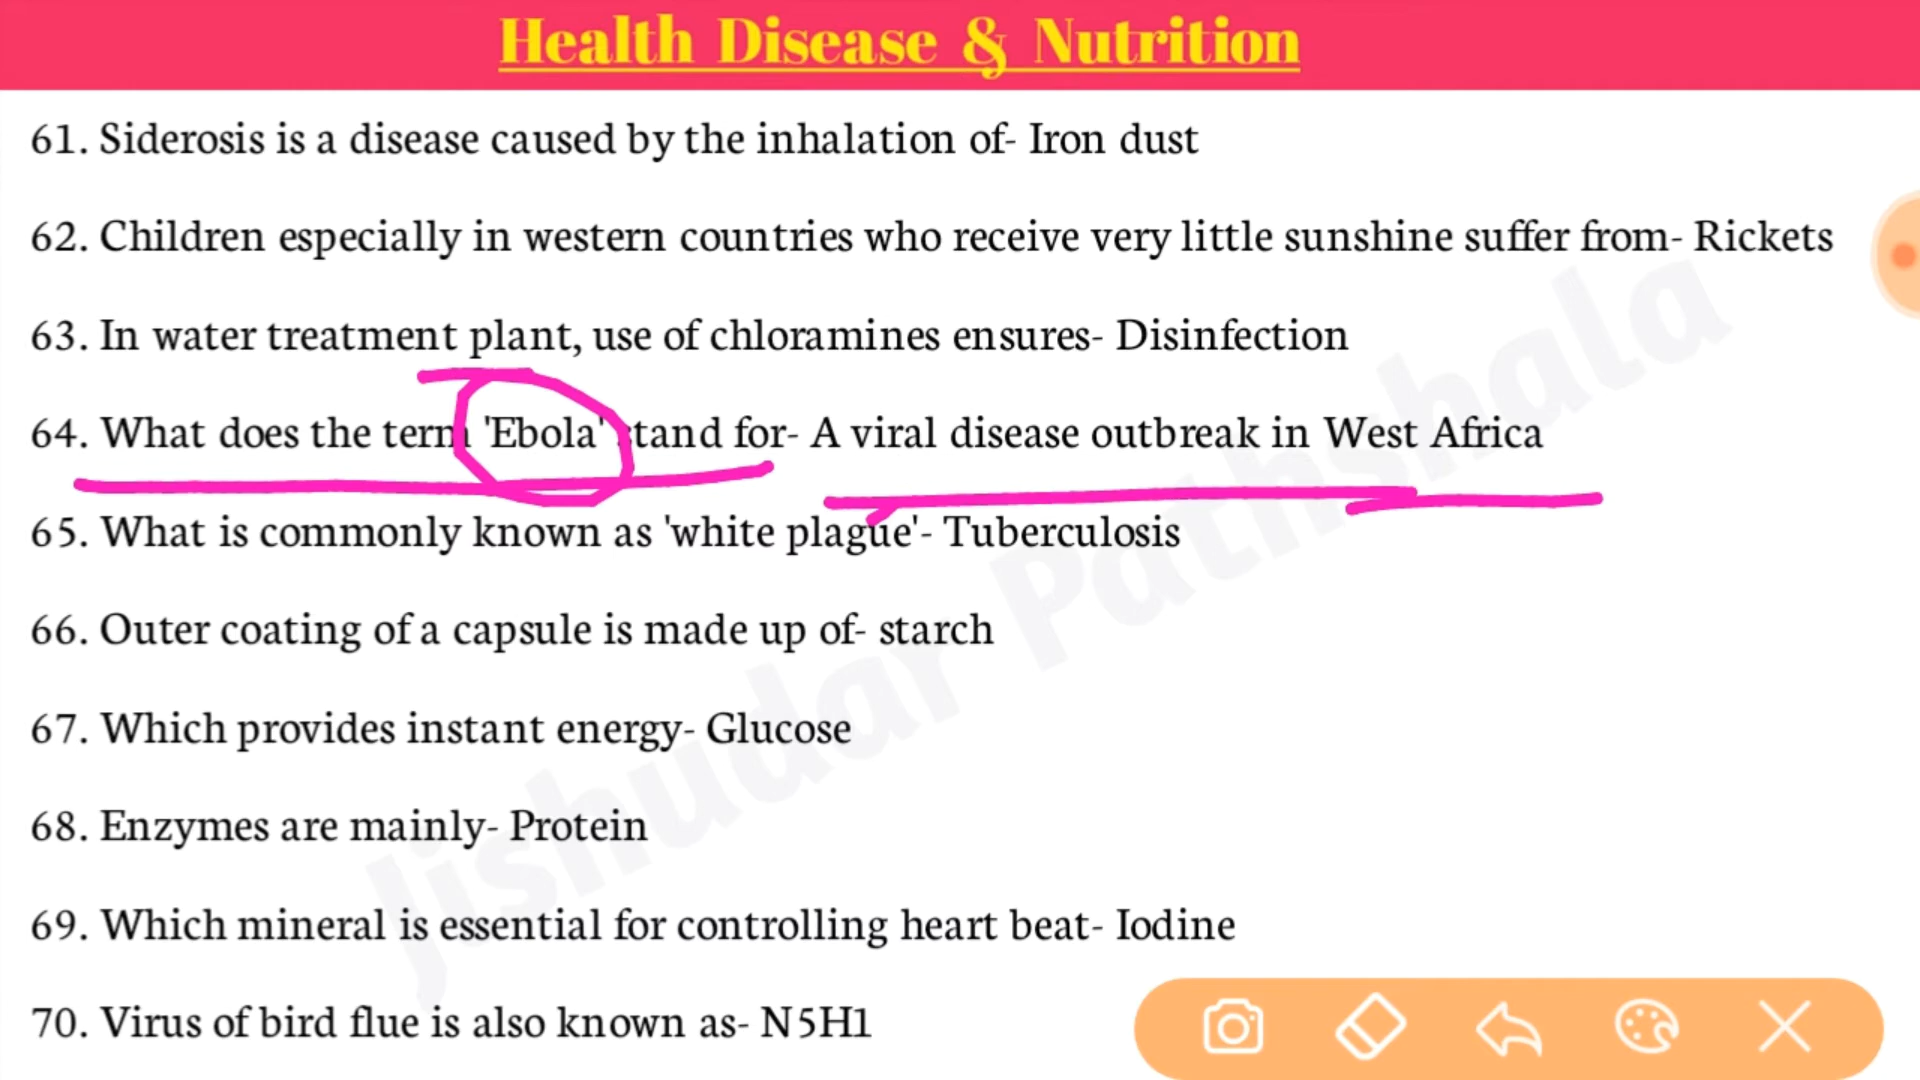 Health Disease & Nutrition
61. Siderosis is a disease caused by the inhalation of- Iron dust
62. Children especially in western countries who receive very little sunshine suffer from- Rickets
63. In water treatment plant, use of chloramines ensures- Disinfection
64. What does the term 'Ebola' stand for- A viral disease outbreak in West Africa
65. What is commonly known as 'white plague'- Tuberculosis
66. Outer coating of a capsule is made up of- starch
67. Which provides instant energy- Glucose
68. Enzymes are mainly- Protein
69. Which mineral is essential for controlling heart beat- Iodine
70. Virus of bird flue is also known as- N5H1
Jishudar Pathshala